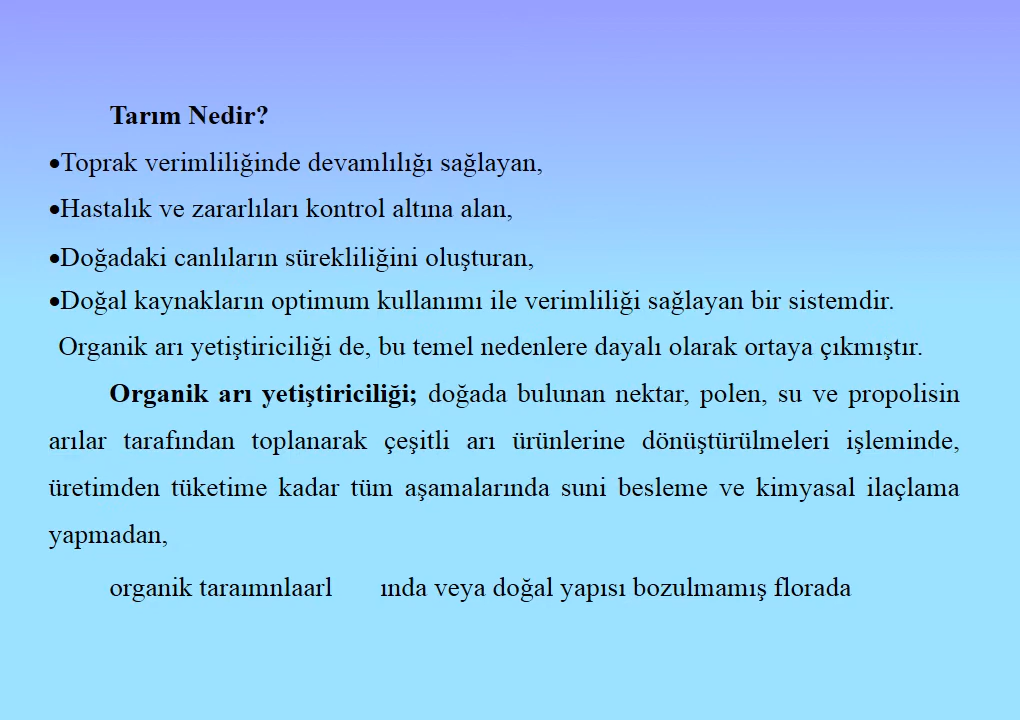 Tarım Nedir?
•Toprak verimliliğinde devamlılığı sağlayan,
•Hastalık ve zararlıları kontrol altına alan,
•Doğadaki canlıların sürekliliğini oluşturan,
•Doğal kaynakların optimum kullanımı ile verimliliği sağlayan bir sistemdir.
Organik arı yetiştiriciliği de, bu temel nedenlere dayalı olarak ortaya çıkmıştır.
Organik arı yetiştiriciliği; doğada bulunan nektar, polen, su ve propolisin
arılar tarafından toplanarak çeşitli arı ürünlerine dönüştürülmeleri işleminde,
üretimden tüketime kadar tüm aşamalarında suni besleme ve kimyasal ilaçlama
yapmadan,
organik taraımnlaarl ında veya doğal yapısı bozulmamış florada